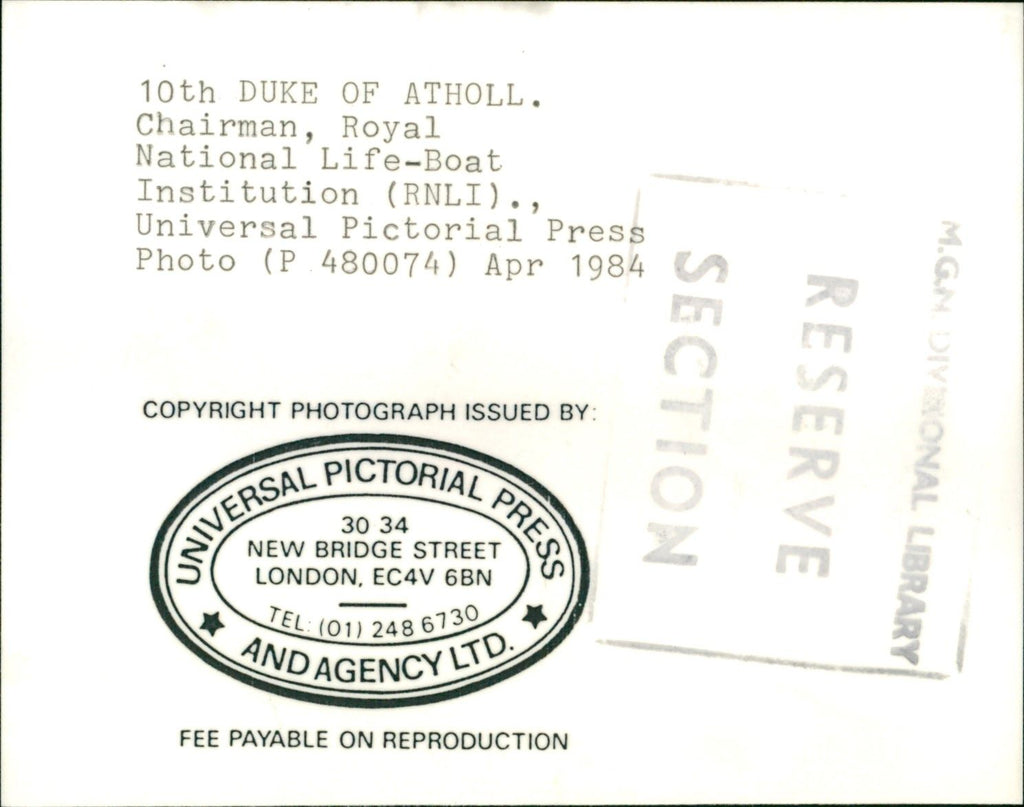 10th DUKE OF ATHOLL.
Chairman, Royal
National Life-Boat
Institution (RNLI).,
Universal Pictorial Press
Photo (P 480074) Apr 1984
COPYRIGHT PHOTOGRAPH ISSUED BY:
UNIVERSAL PICTORIAL PRESS
30 34
NEW BRIDGE STREET
LONDON, EC4V 6BN
TEL: (01) 248 6730
AND AGENCY LTD.
FEE PAYABLE ON REPRODUCTION
M.G.N DIVISIONAL LIBRARY
RESERVE
SECTION